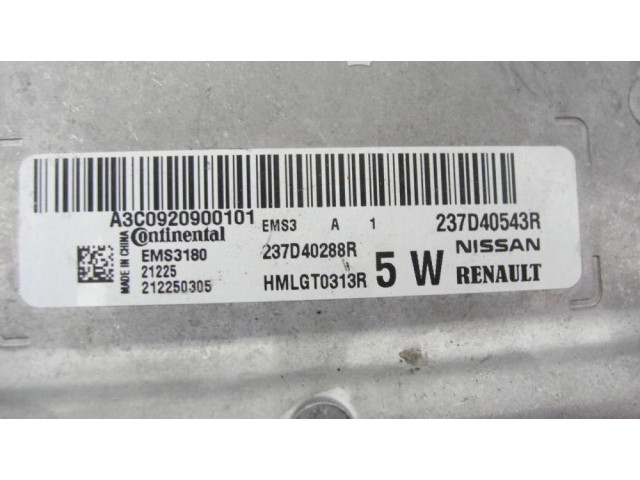 A3C0920900101 EMS3 A 1 237D40543R
MADE IN CHINA
Continental 237D40288R NISSAN
EMS3180
21225 HMLGT0313R 5 W RENAULT
212250305